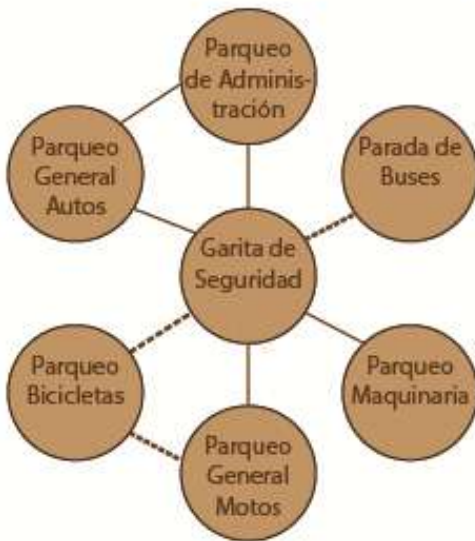 Parqueo
de Adminis-
tración
Parqueo
General
Autos
Parada de
Buses
Garita de
Seguridad
Parqueo
Bicicletas
Parqueo
Maquinaria
Parqueo
General
Motos